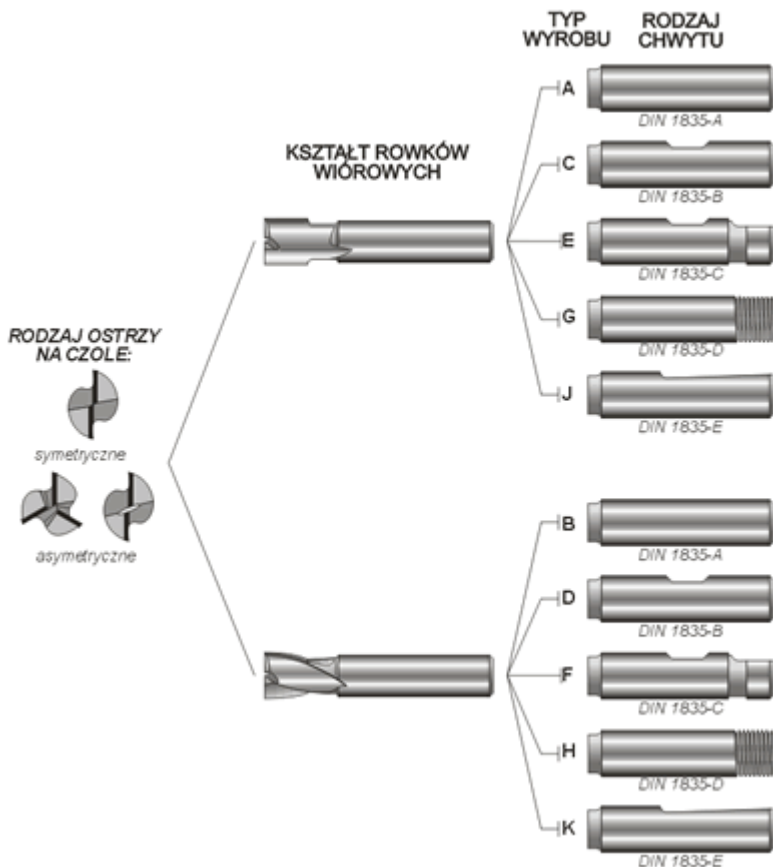 TYP
WYROBU
RODZAJ
CHWYTU
A
DIN 1835-A
KSZTAŁT ROWKÓW
WIÓROWYCH
C
DIN 1835-B
E
DIN 1835-C
G
DIN 1835-D
J
DIN 1835-E
RODZAJ OSTRZY
NA CZOLE:
symetryczne
asymetryczne
B
DIN 1835-A
D
DIN 1835-B
F
DIN 1835-C
H
DIN 1835-D
K
DIN 1835-E